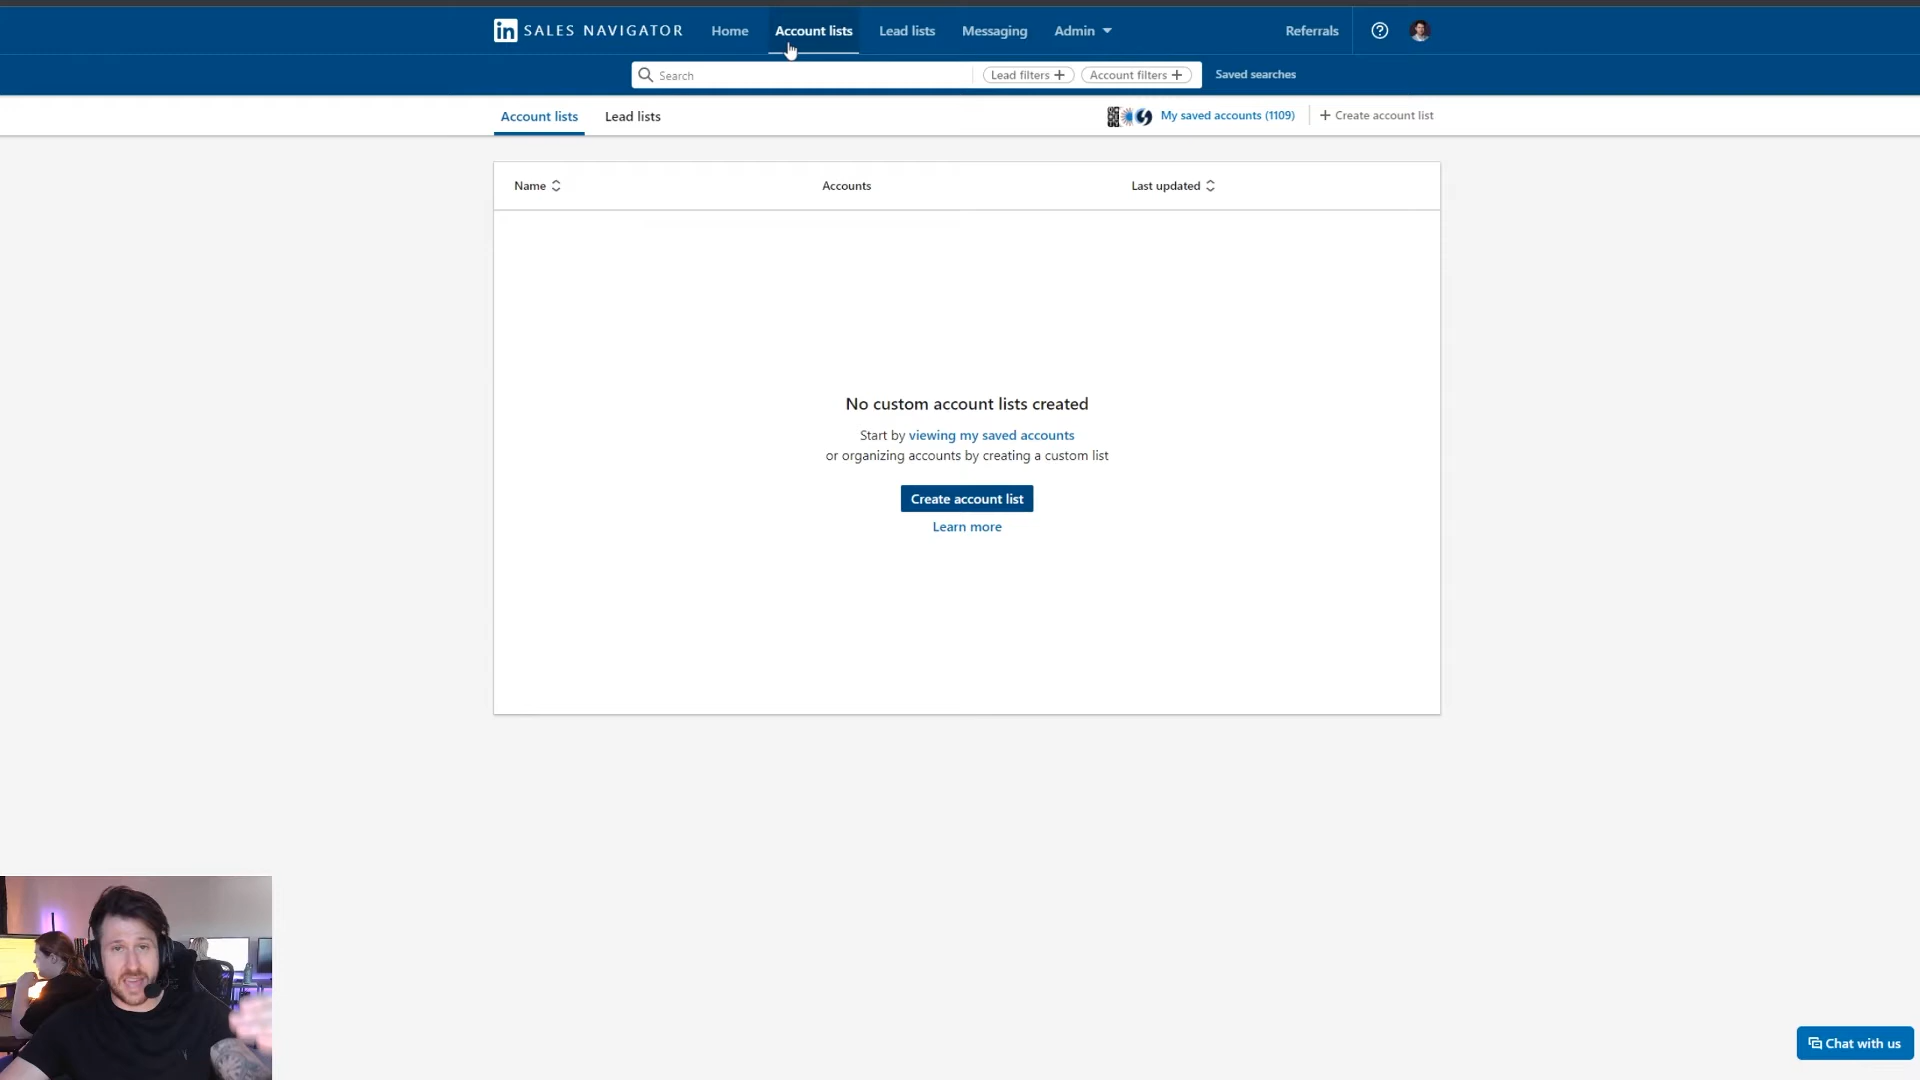 in SALES NAVIGATOR Home Account lists Lead lists Messaging Admin Referrals
Search Lead filters + Account filters + Saved searches
Account lists Lead lists My saved accounts (1109) + Create account list
Name Accounts Last updated
No custom account lists created
Start by viewing my saved accounts
or organizing accounts by creating a custom list
Create account list
Learn more
Chat with us